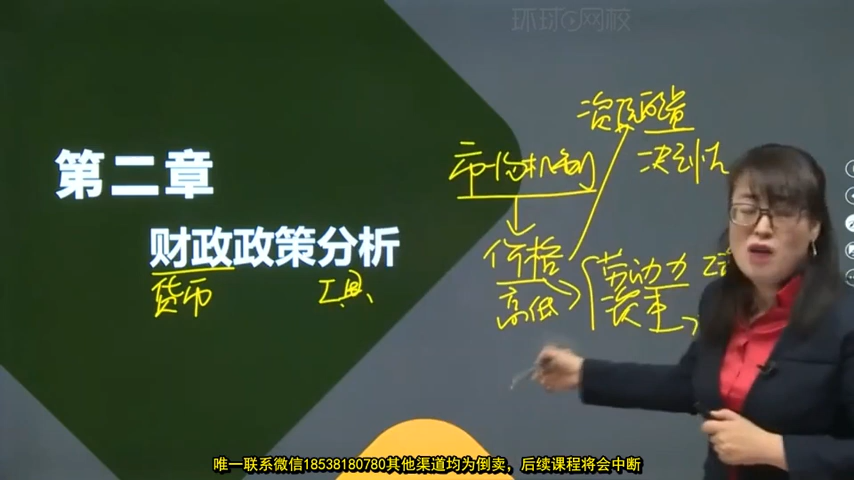 环球网校
第二章
财政政策分析
货币
工具
资源配置
决定性
市场机制
价格
高低
劳动力 工资
资本
唯一联系微信18538180780其他渠道均为倒卖，后续课程将会中断